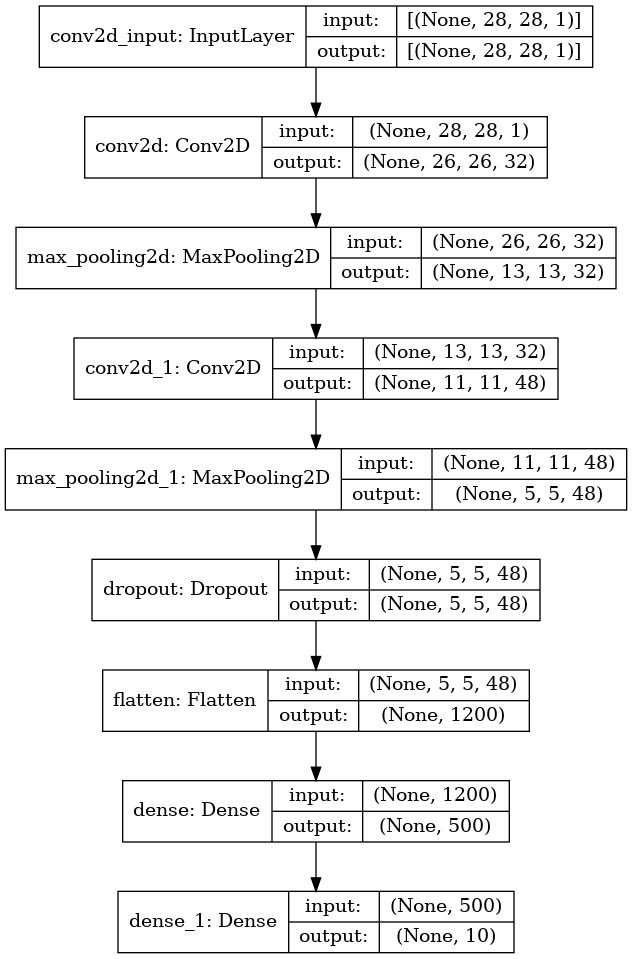 conv2d_input: InputLayer input: [(None, 28, 28, 1)]
output: [(None, 28, 28, 1)]
conv2d: Conv2D input: (None, 28, 28, 1)
output: (None, 26, 26, 32)
max_pooling2d: MaxPooling2D input: (None, 26, 26, 32)
output: (None, 13, 13, 32)
conv2d_1: Conv2D input: (None, 13, 13, 32)
output: (None, 11, 11, 48)
max_pooling2d_1: MaxPooling2D input: (None, 11, 11, 48)
output: (None, 5, 5, 48)
dropout: Dropout input: (None, 5, 5, 48)
output: (None, 5, 5, 48)
flatten: Flatten input: (None, 5, 5, 48)
output: (None, 1200)
dense: Dense input: (None, 1200)
output: (None, 500)
dense_1: Dense input: (None, 500)
output: (None, 10)